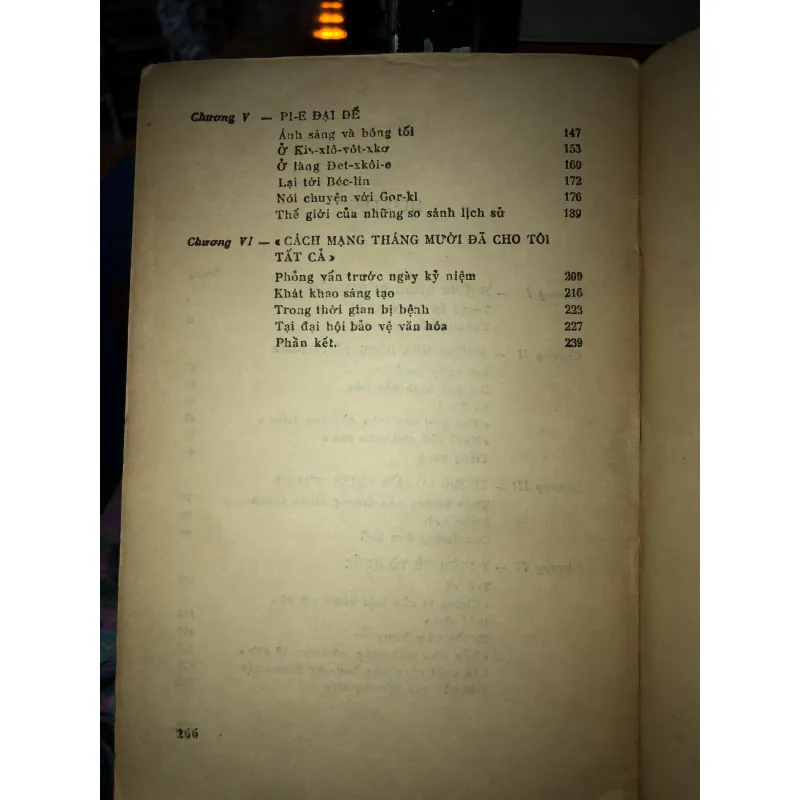 Chương V — PI-E ĐẠI ĐẾ
Ánh sáng và bóng tối 147
Ở Kix-xlô-vôt-xkơ 153
Ở làng Đet-xkôi-e 160
Lại tới Béc-lin 172
Nói chuyện với Gor-ki 176
Thế giới của những so sánh lịch sử 189
Chương VI — «CÁCH MẠNG THÁNG MƯỜI ĐÃ CHO TÔI
TẤT CẢ»
Phỏng vấn trước ngày kỷ niệm 209
Khát khao sáng tạo 216
Trong thời gian bị bệnh 223
Tại đại hội bảo vệ văn hóa 227
Phần kết. 239
266